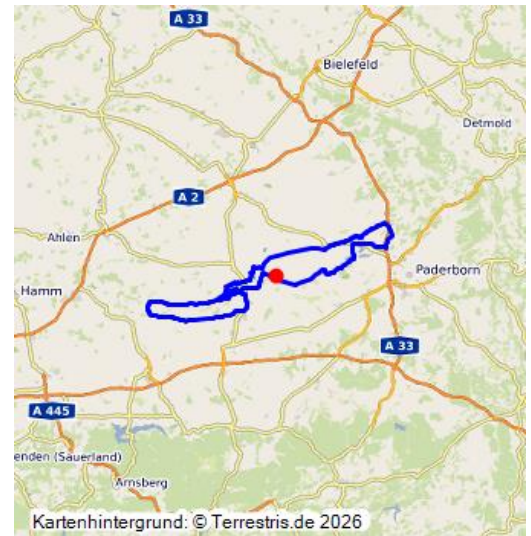 A 33
Bielefeld
Detmold
A 2
Ahlen
Paderborn
Hamm
A 33
A 445
enden (Sauerland)
Arnsberg
Kartenhintergrund: © Terrestris.de 2026